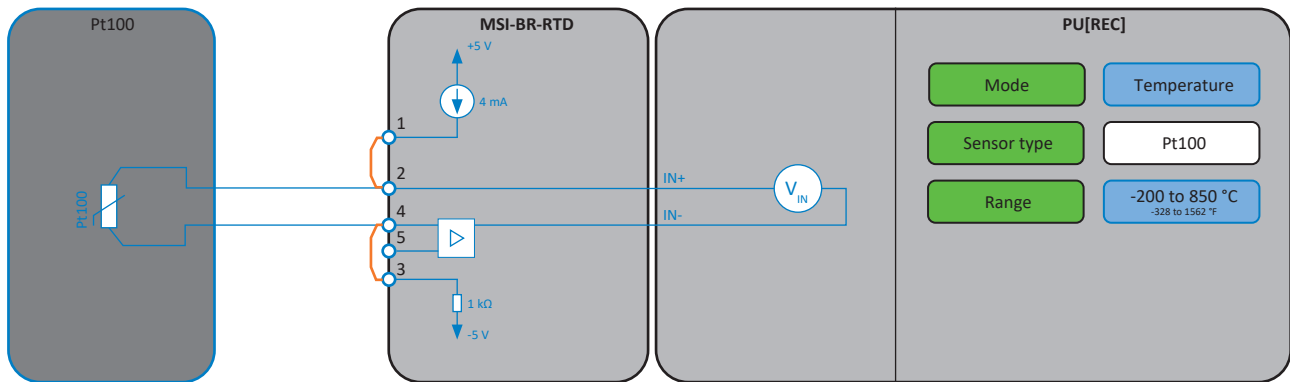 Pt100
MSI-BR-RTD
PU[REC]
+5 V
4 mA
1
2
4
5
3
1 kΩ
-5 V
Pt100
IN+
IN-
VIN
Mode
Temperature
Sensor type
Pt100
Range
-200 to 850 °C
-328 to 1562 °F